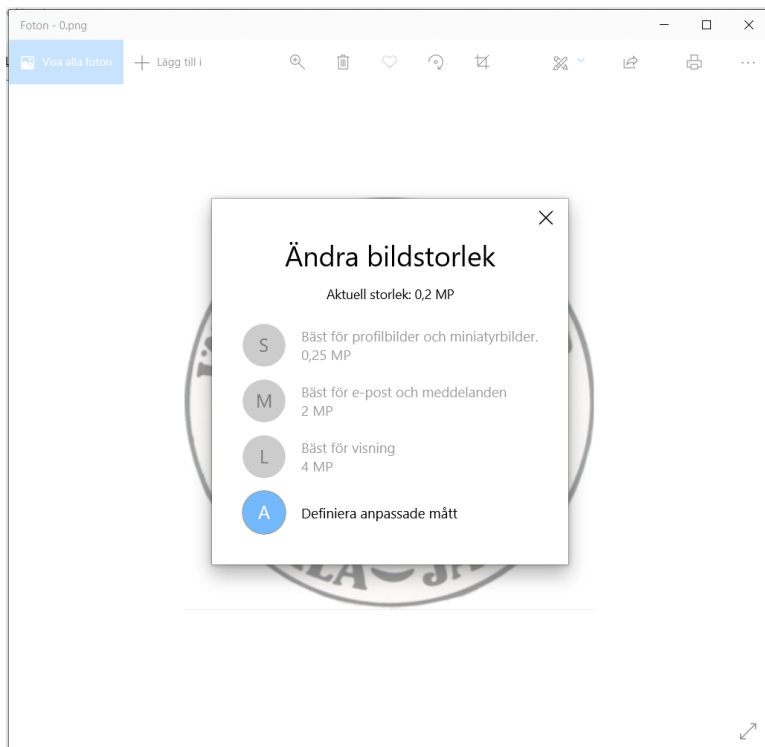 Foton - 0.png
Visa alla foton
Lägg till i
Ändra bildstorlek
Aktuell storlek: 0,2 MP
S
Bäst för profilbilder och miniatyrbilder.
0,25 MP
M
Bäst för e-post och meddelanden
2 MP
L
Bäst för visning
4 MP
A
Definiera anpassade mått